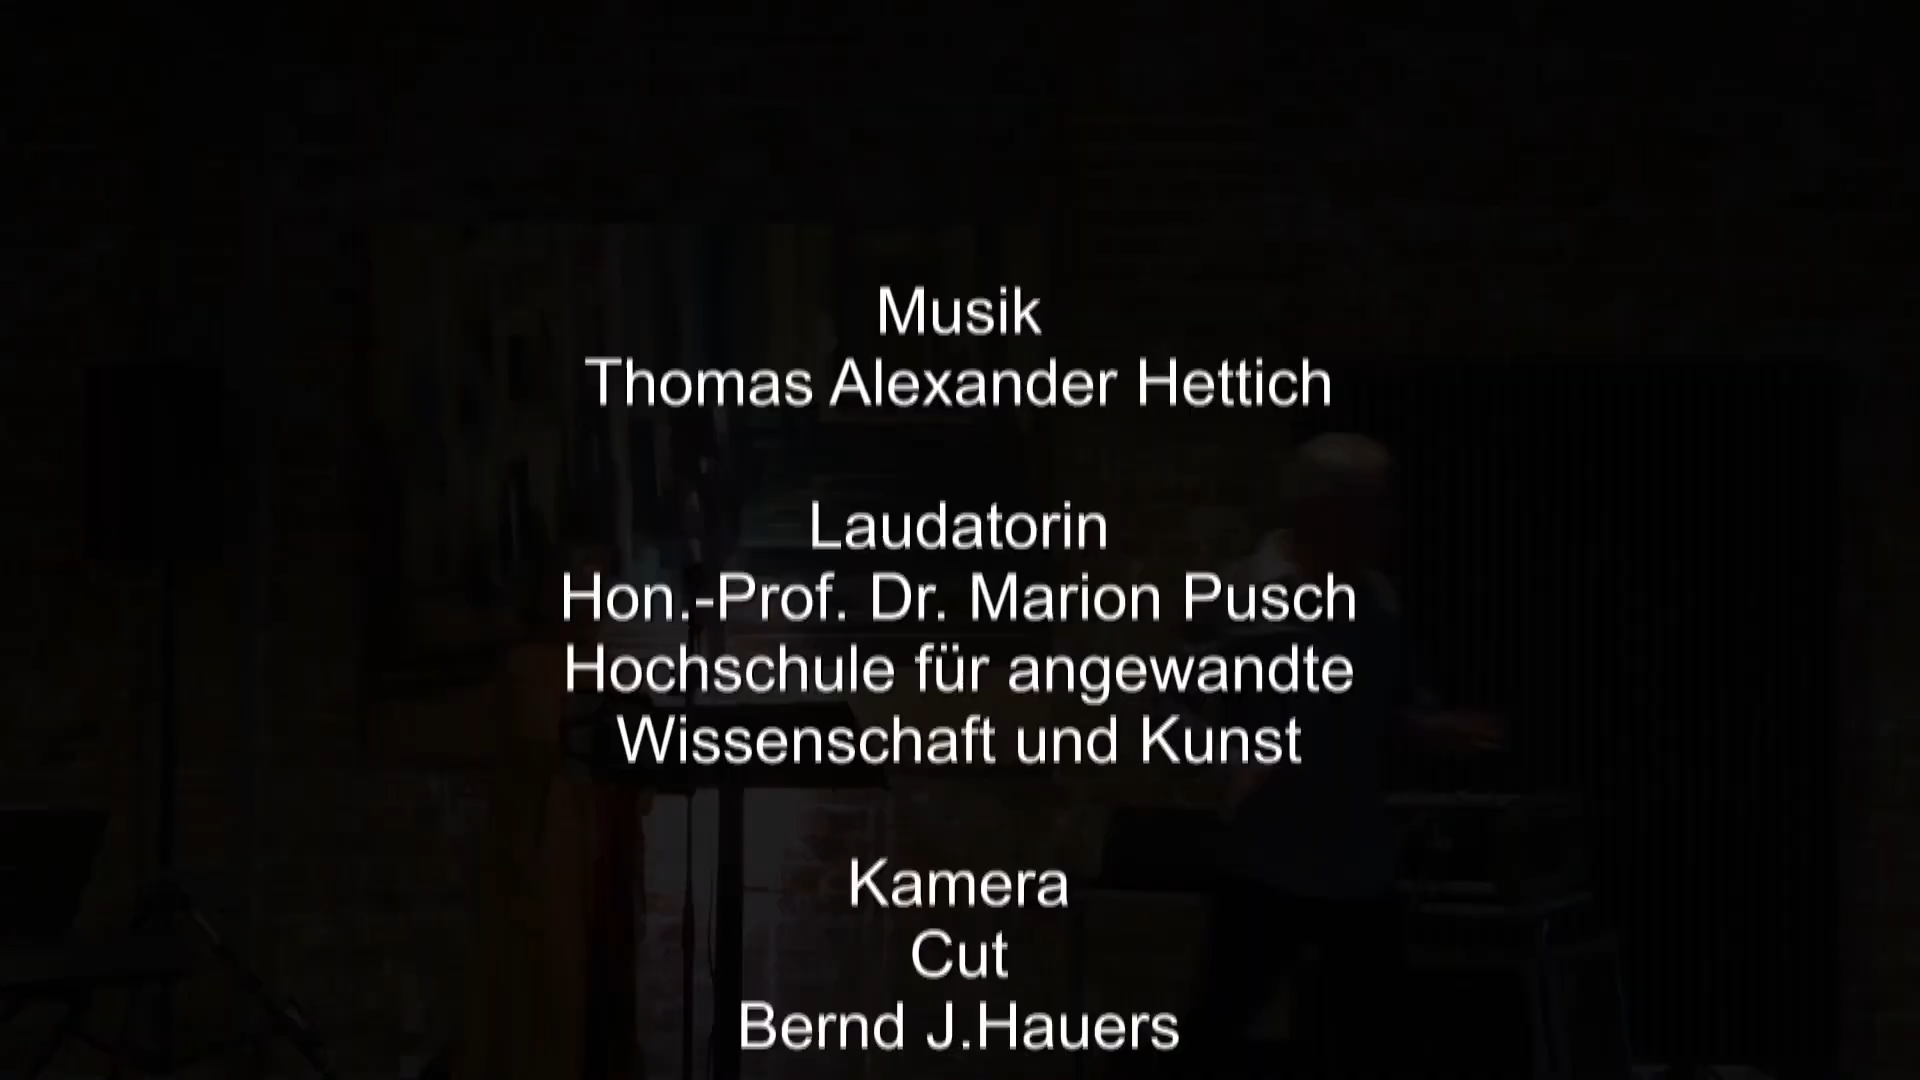 Musik
Thomas Alexander Hettich
Laudatorin
Hon.-Prof. Dr. Marion Pusch
Hochschule für angewandte
Wissenschaft und Kunst
Kamera
Cut
Bernd J.Hauers